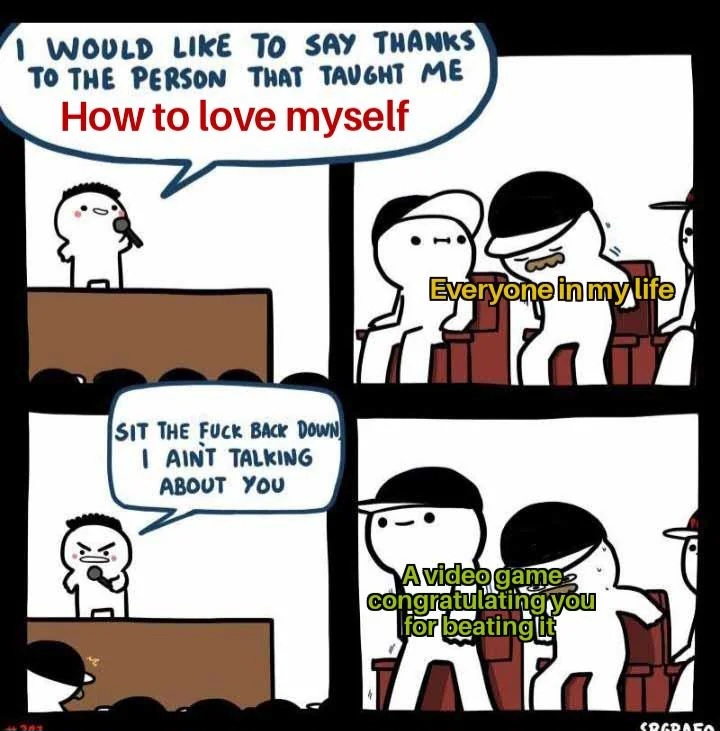 I WOULD LIKE TO SAY THANKS
TO THE PERSON THAT TAUGHT ME
How to love myself
Everyone in my life
SIT THE FUCK BACK DOWN
I AIN'T TALKING
ABOUT YOU
A video game
congratulating you
for beating it
SRGRAFO